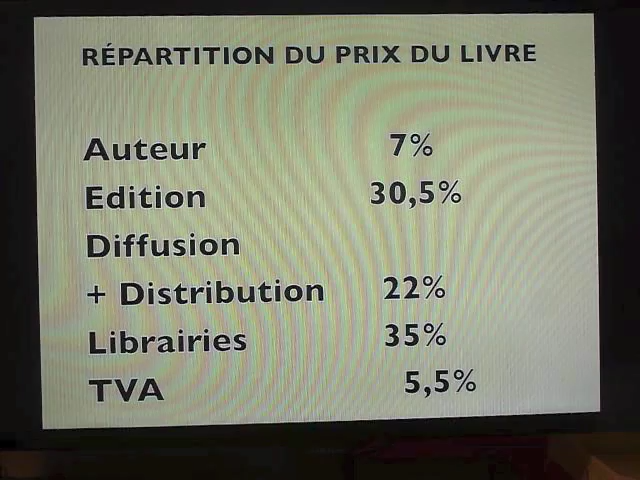 RÉPARTITION DU PRIX DU LIVRE
Auteur 7%
Edition 30,5%
Diffusion
+ Distribution 22%
Librairies 35%
TVA 5,5%